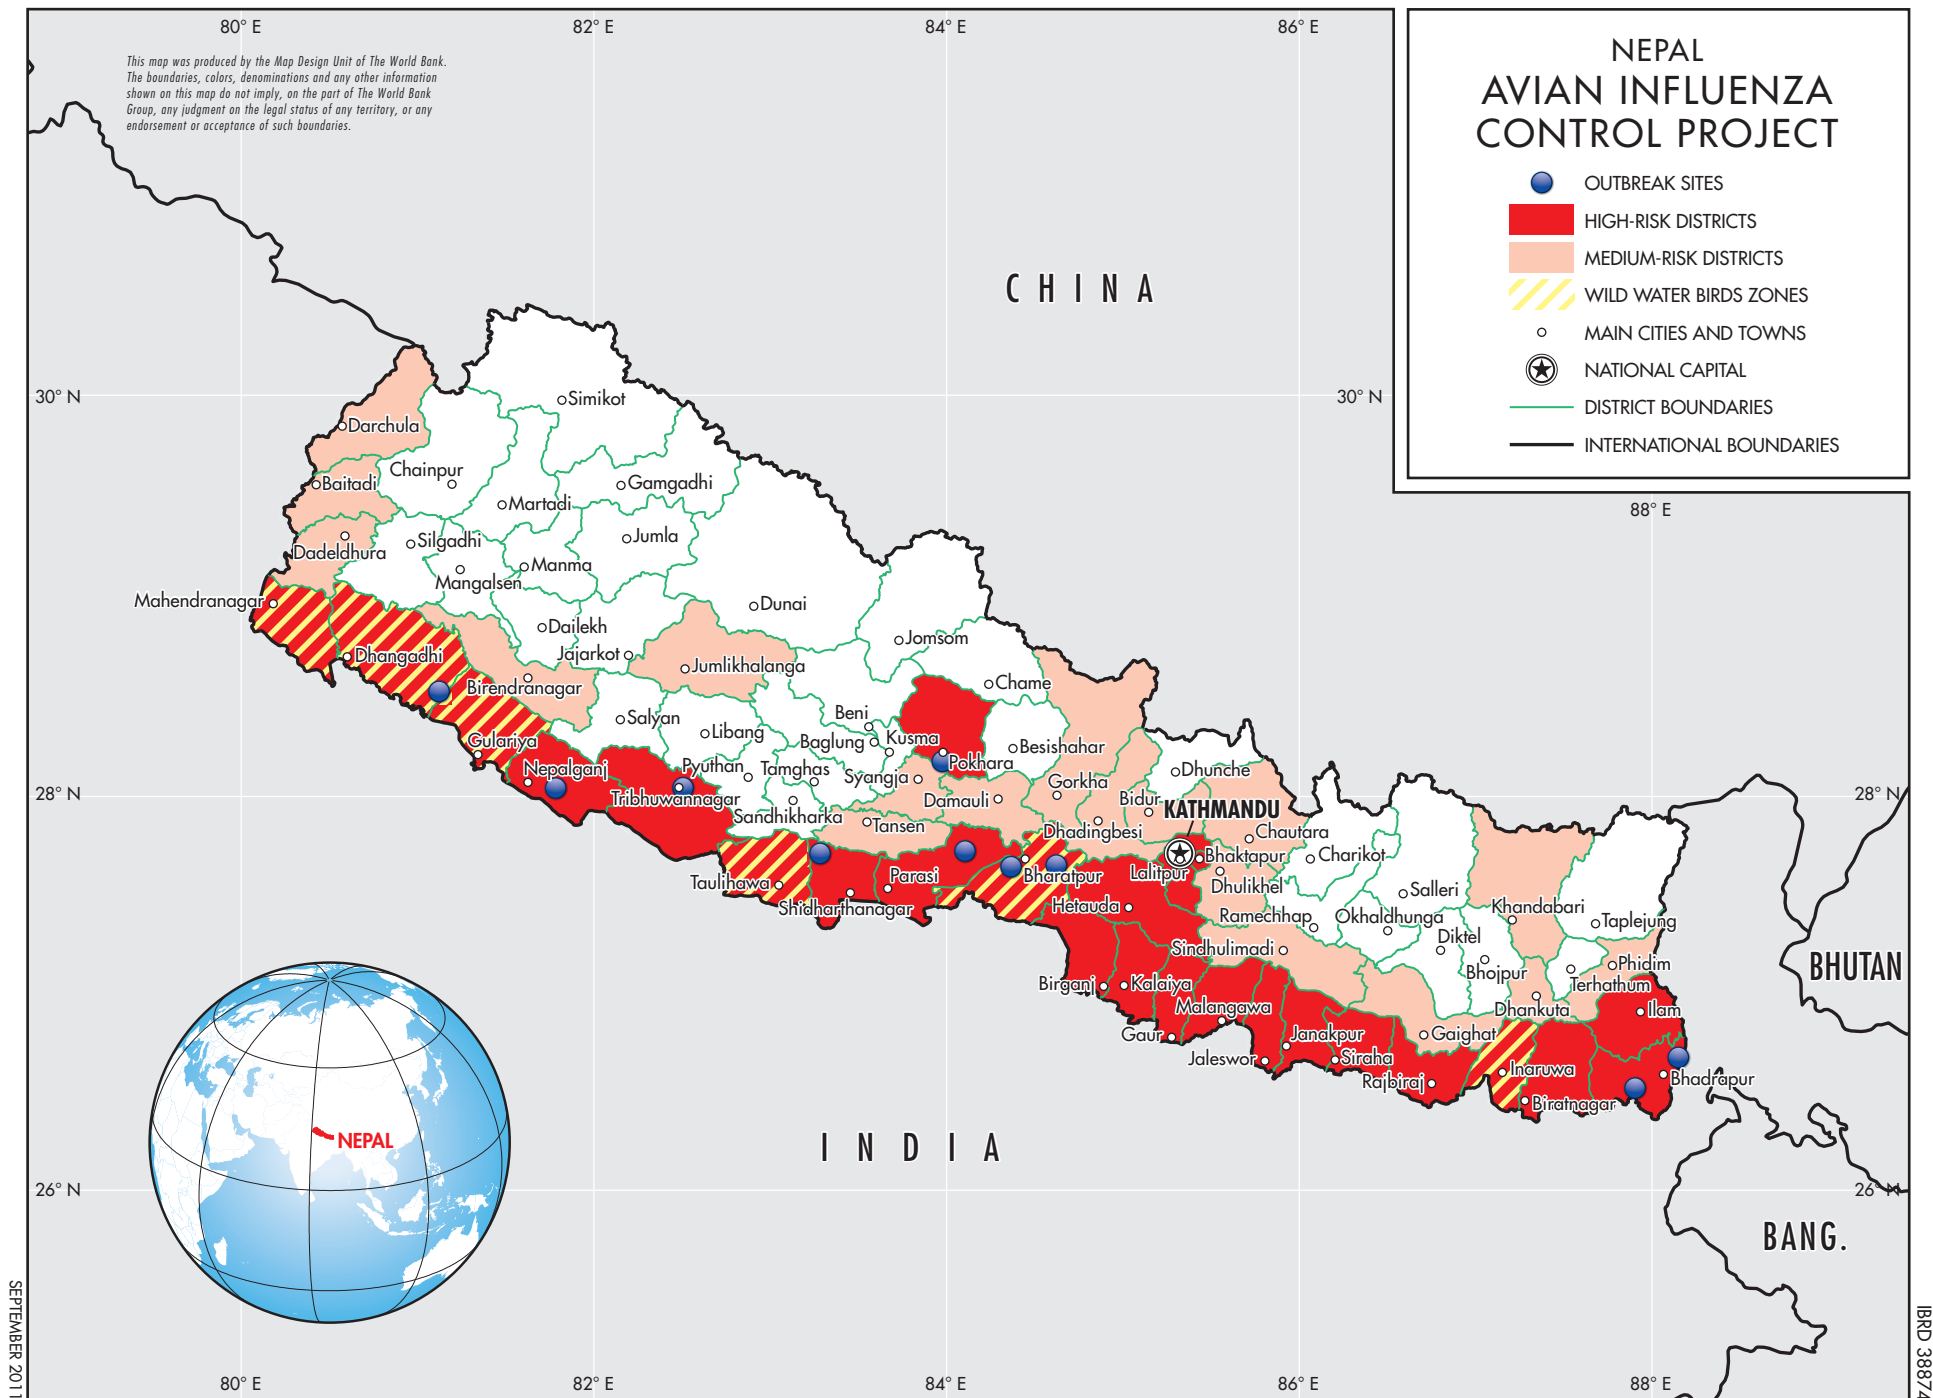 80° E
82° E
84° E
86° E
This map was produced by the Map Design Unit of The World Bank.
The boundaries, colors, denominations and any other information
shown on this map do not imply, on the part of The World Bank
Group, any judgment on the legal status of any territory, or any
endorsement or acceptance of such boundaries.
NEPAL
AVIAN INFLUENZA
CONTROL PROJECT
OUTBREAK SITES
HIGH-RISK DISTRICTS
MEDIUM-RISK DISTRICTS
WILD WATER BIRDS ZONES
MAIN CITIES AND TOWNS
NATIONAL CAPITAL
DISTRICT BOUNDARIES
INTERNATIONAL BOUNDARIES
CHINA
30° N
30° N
88° E
Simikot
Darchula
Chainpur
Baitadi
Gamgadhi
Martadi
Silgadhi
Jumla
Dadeldhura
Manma
Mangalsen
Mahendranagar
Dunai
Dailekh
Jomsom
Dhangadhi
Jajarkot
Jumlikhalanga
Birendranagar
Chame
Salyan
Beni
Libang
Kusma
Baglung
Gulariya
Besishahar
Nepalganj
Pyuthan
Tamghas
Syangja
Pokhara
Dhunche
Gorkha
28° N
28° N
Tribhuwannagar
Damauli
Bidur
KATHMANDU
Sandhikharka
Tansen
Dhadingbesi
Chautara
Bhaktapur
Charikot
Taulihawa
Parasi
Bharatpur
Lalitpur
Dhulikhel
Salleri
Shidharthanagar
Hetauda
Ramechhap
Okhaldhunga
Khandabari
Taplejung
Diktel
Sindhulimadi
Bhojpur
Phidim
BHUTAN
Birganj
Kalaiya
Terhathum
Malangawa
Dhankuta
Ilam
Gaur
Janakpur
Gaighat
Jaleswor
Siraha
Inaruwa
Rajbiraj
Bhadrapur
Biratnagar
NEPAL
INDIA
26° N
26° N
BANG.
SEPTEMBER 2011
IBRD 38874
80° E
82° E
84° E
86° E
88° E